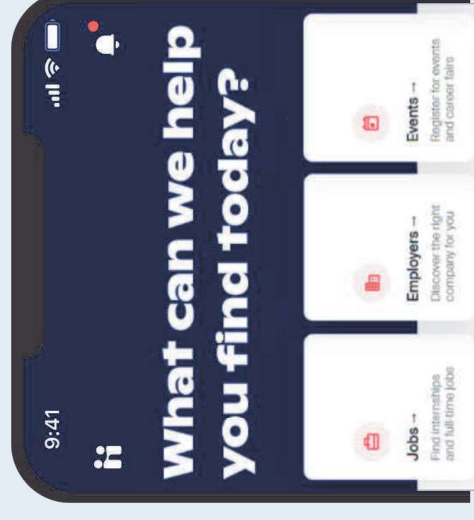 9:41
What can we help
you find today?
Jobs →
Find internships
and full-time jobs
Employers →
Discover the right
company for you
Events →
Register for events
and career fairs